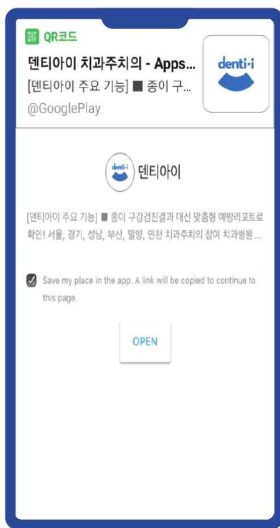 QR코드
덴티아이 치과주치의 - Apps...
[덴티아이 주요 기능] ■ 종이 구...
@GooglePlay
denti-i
denti-i
덴티아이
[덴티아이 주요 기능] ■ 종이 구강검진결과 대신 맞춤형 예방리포트로
확인! 서울, 경기, 성남, 부산, 밀양, 인천 치과주치의 참여 치과병원 ...
Save my place in the app. A link will be copied to continue to
this page.
OPEN